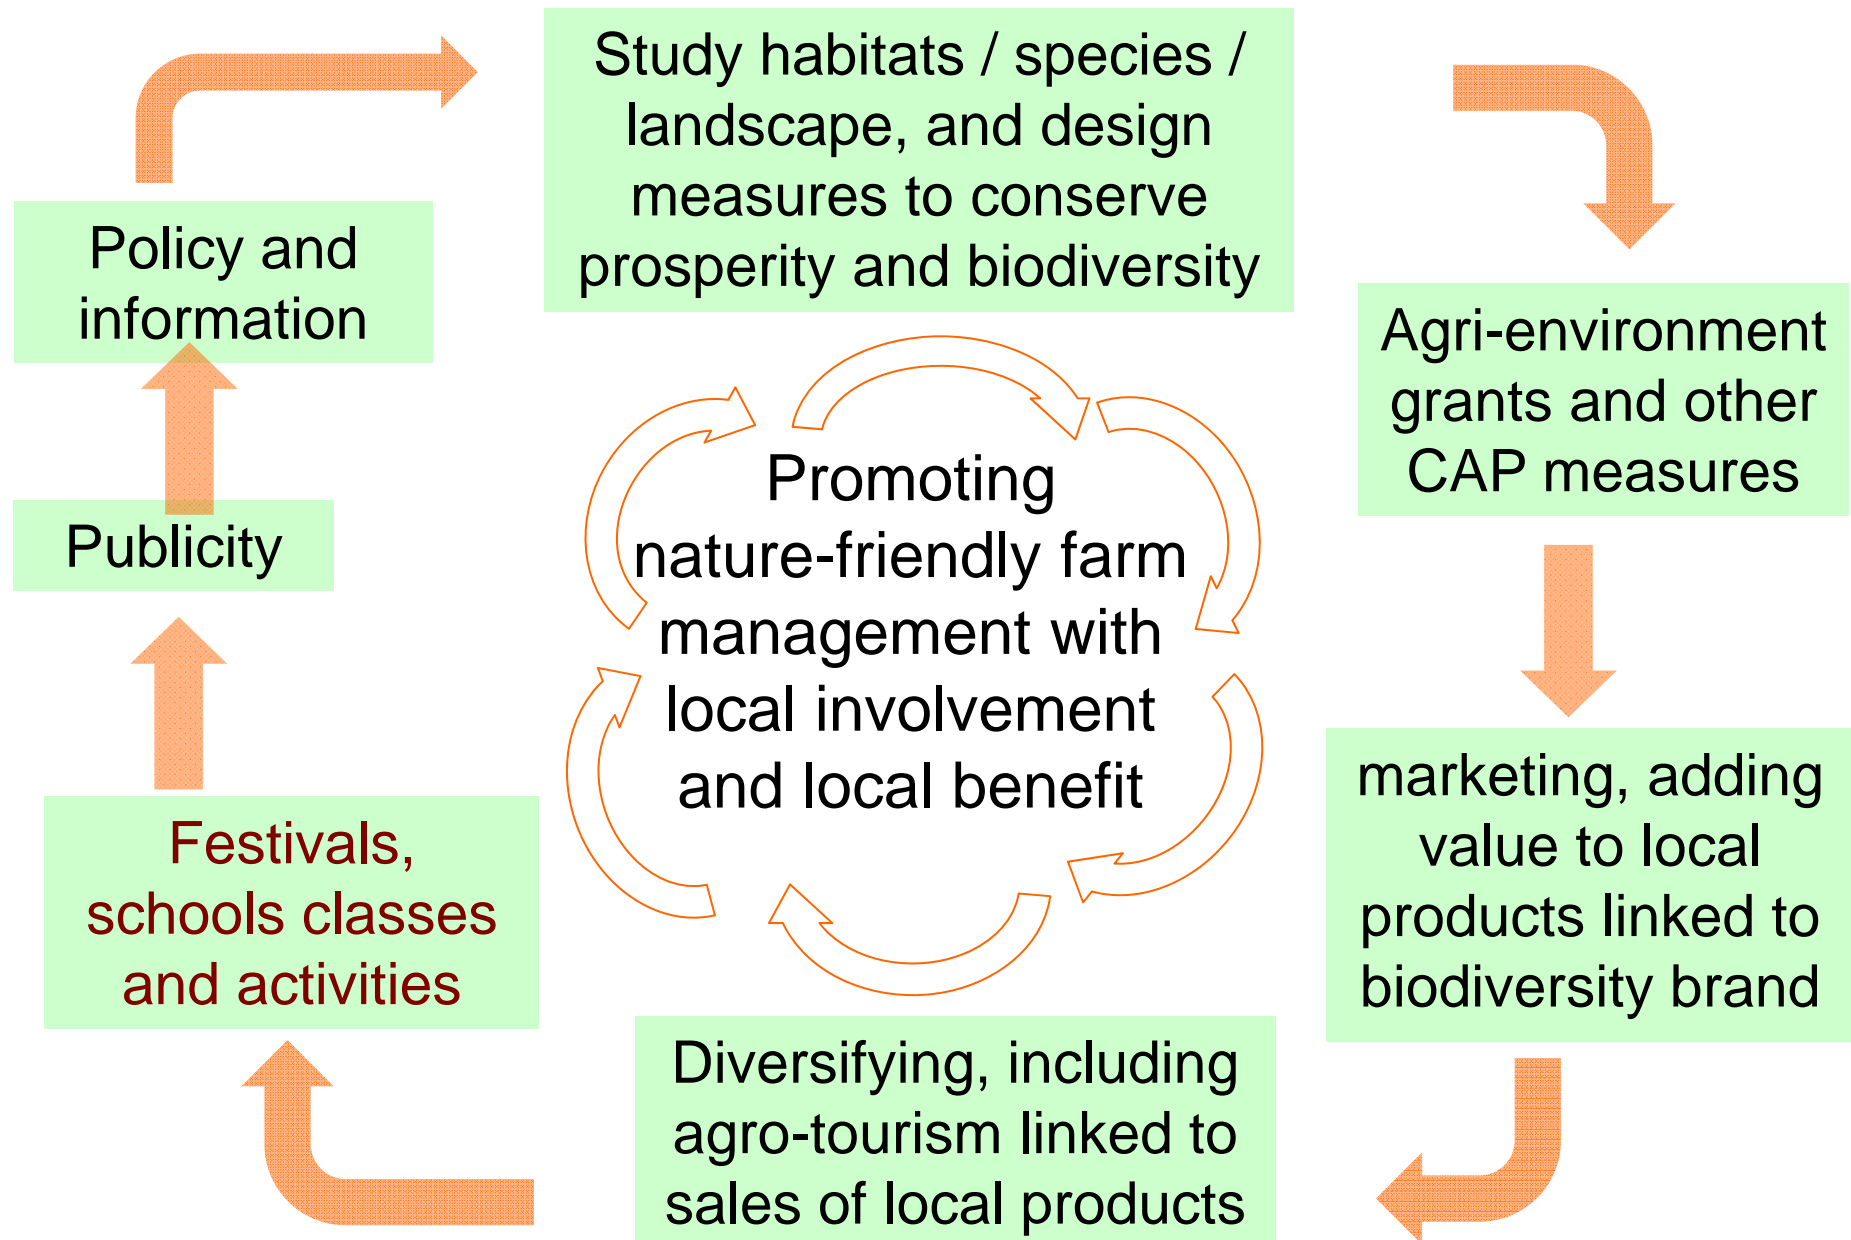 Study habitats / species /
landscape, and design
measures to conserve
prosperity and biodiversity
Agri-environment
grants and other
CAP measures
marketing, adding
value to local
products linked to
biodiversity brand
Diversifying, including
agro-tourism linked to
sales of local products
Festivals,
schools classes
and activities
Publicity
Policy and
information
Promoting
nature-friendly farm
management with
local involvement
and local benefit